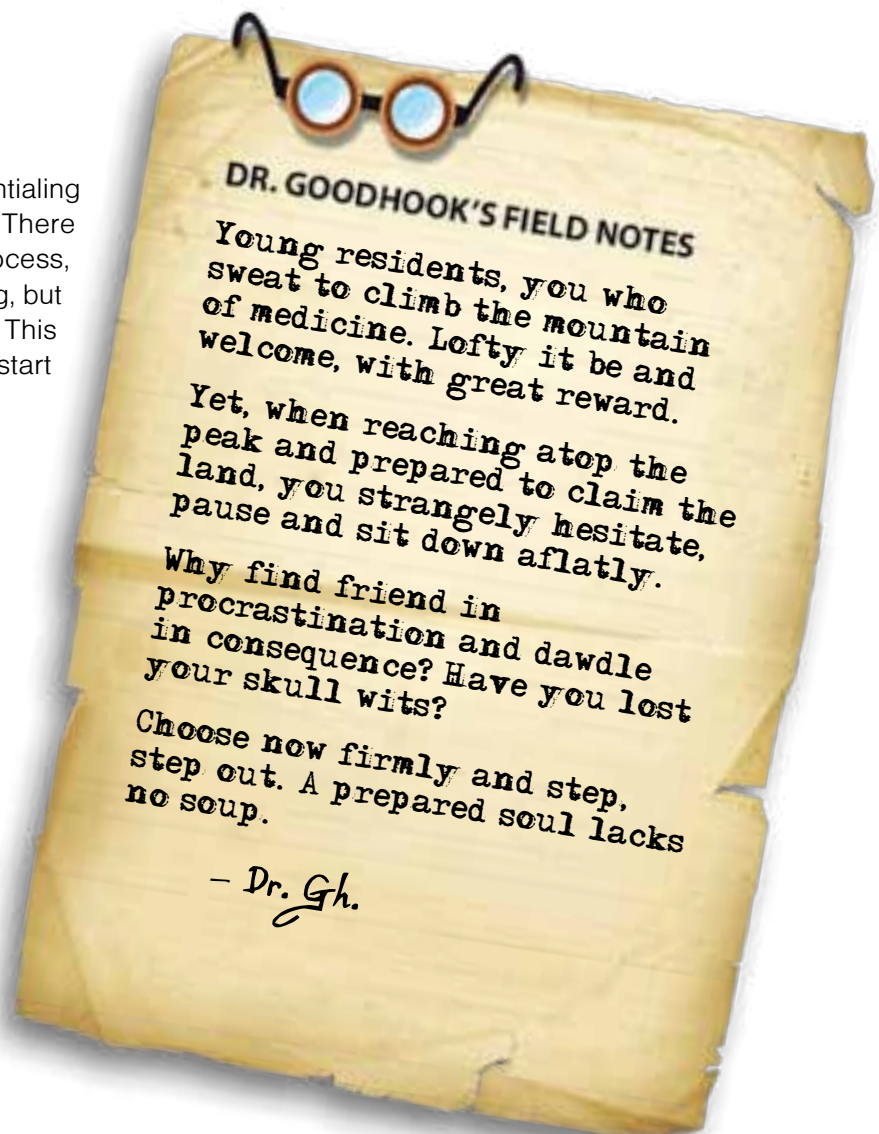 ntialing
There
ocess,
g, but
This
start
DR. GOODHOOK'S FIELD NOTES
Young residents, you who
sweat to climb the mountain
of medicine. Lofty it be and
welcome, with great reward.
Yet, when reaching atop the
peak and prepared to claim the
land, you strangely hesitate,
pause and sit down aflatly.
Why find friend in
procrastination and dawdle
in consequence? Have you lost
your skull wits?
Choose now firmly and step,
step out. A prepared soul lacks
no soup.
– Dr. Gh.